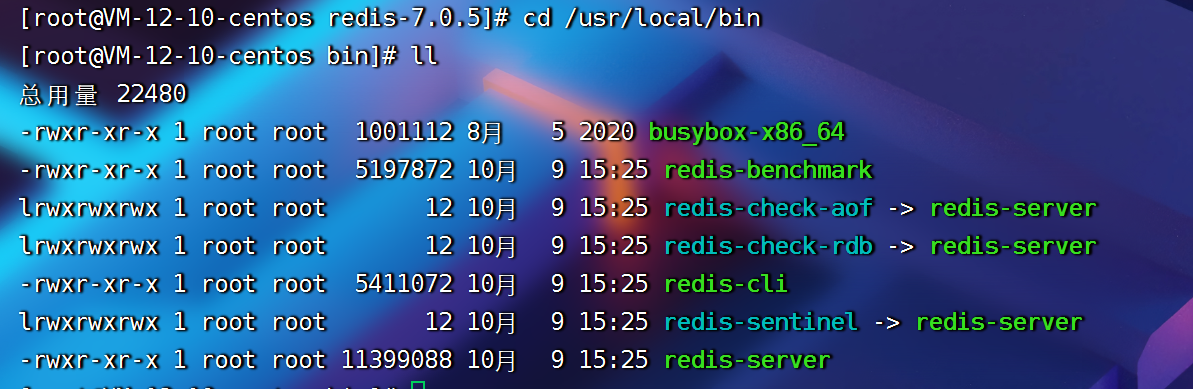 [root@VM-12-10-centos redis-7.0.5]# cd /usr/local/bin
[root@VM-12-10-centos bin]# ll
总用量 22480
-rwxr-xr-x 1 root root  1001112 8月   5 2020 busybox-x86_64
-rwxr-xr-x 1 root root  5197872 10月  9 15:25 redis-benchmark
lrwxrwxrwx 1 root root       12 10月  9 15:25 redis-check-aof -> redis-server
lrwxrwxrwx 1 root root       12 10月  9 15:25 redis-check-rdb -> redis-server
-rwxr-xr-x 1 root root  5411072 10月  9 15:25 redis-cli
lrwxrwxrwx 1 root root       12 10月  9 15:25 redis-sentinel -> redis-server
-rwxr-xr-x 1 root root 11399088 10月  9 15:25 redis-server